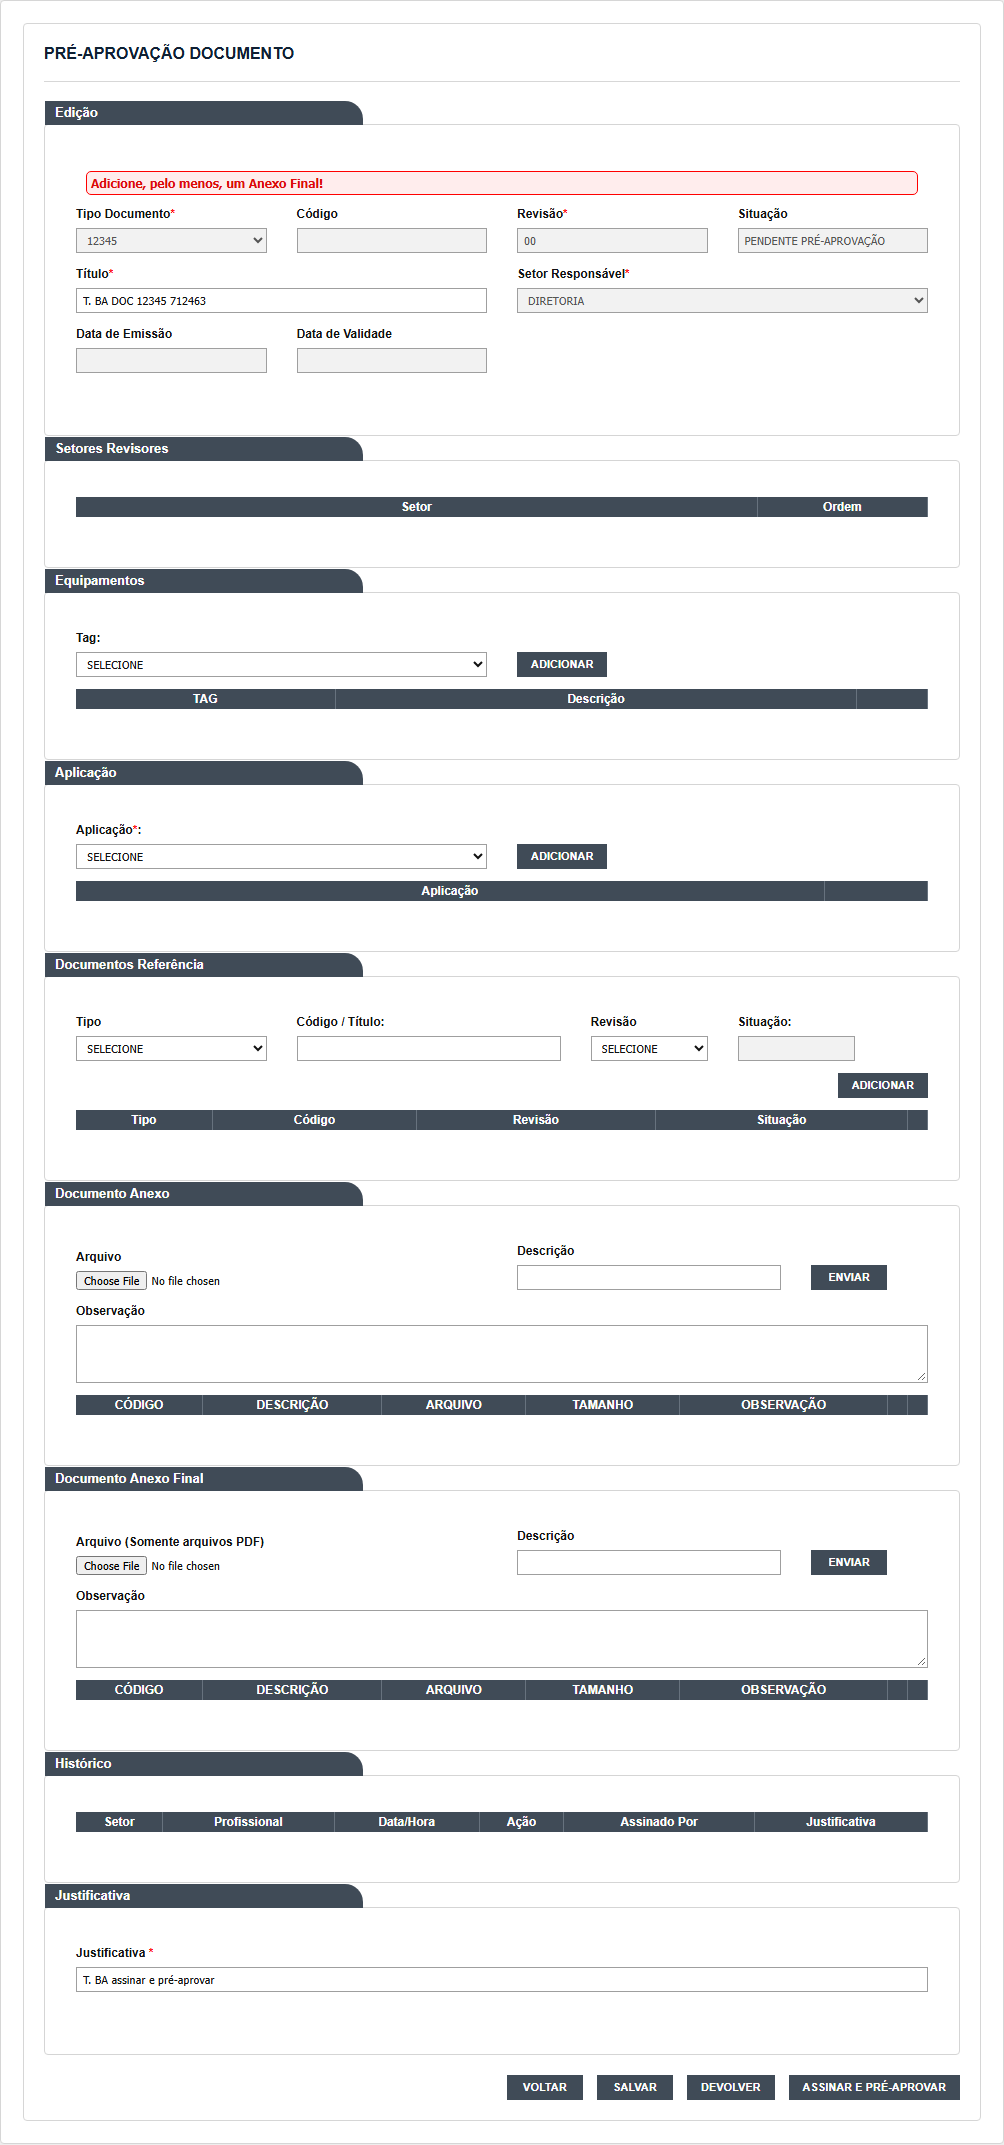 PRÉ-APROVAÇÃO DOCUMENTO
Edição
Adicione, pelo menos, um Anexo Final!
Tipo Documento* Código Revisão* Situação
12345 00 PENDENTE PRÉ-APROVAÇÃO
Título* Setor Responsável*
T. BA DOC 12345 712463 DIRETORIA
Data de Emissão Data de Validade
Setores Revisores
Setor Ordem
Equipamentos
Tag:
SELECIONE ADICIONAR
TAG Descrição
Aplicação
Aplicação*:
SELECIONE ADICIONAR
Aplicação
Documentos Referência
Tipo Código / Título: Revisão Situação:
SELECIONE SELECIONE
ADICIONAR
Tipo Código Revisão Situação
Documento Anexo
Arquivo Descrição
Choose File No file chosen ENVIAR
Observação
CÓDIGO DESCRIÇÃO ARQUIVO TAMANHO OBSERVAÇÃO
Documento Anexo Final
Arquivo (Somente arquivos PDF) Descrição
Choose File No file chosen ENVIAR
Observação
CÓDIGO DESCRIÇÃO ARQUIVO TAMANHO OBSERVAÇÃO
Histórico
Setor Profissional Data/Hora Ação Assinado Por Justificativa
Justificativa
Justificativa *
T. BA assinar e pré-aprovar
VOLTAR SALVAR DEVOLVER ASSINAR E PRÉ-APROVAR